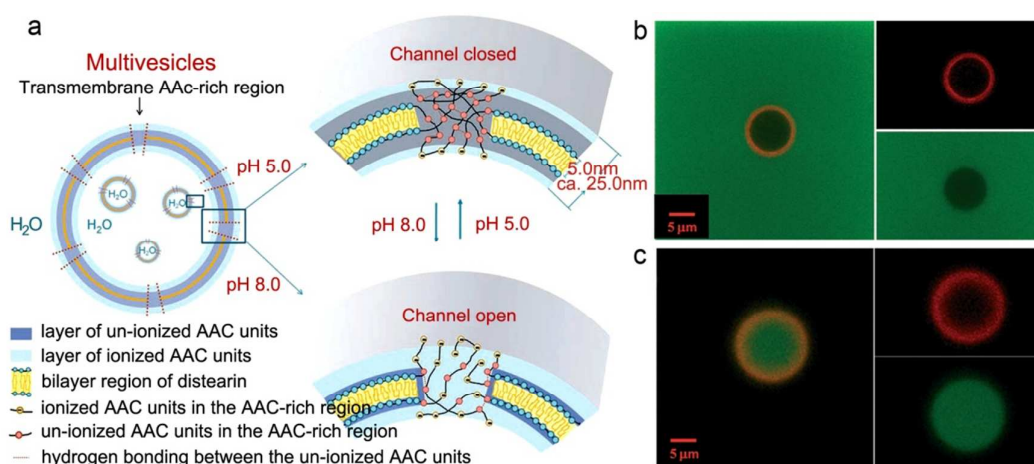 a
Multivesicles
Transmembrane AAc-rich region
pH 5.0
H₂O
H₂O
H₂O
H₂O
H₂O
pH 8.0
layer of un-ionized AAC units
layer of ionized AAC units
bilayer region of distearin
ionized AAC units in the AAC-rich region
un-ionized AAC units in the AAC-rich region
hydrogen bonding between the un-ionized AAC units
Channel closed
5.0nm
ca. 25.0nm
pH 8.0
pH 5.0
Channel open
b
5 μm
c
5 μm